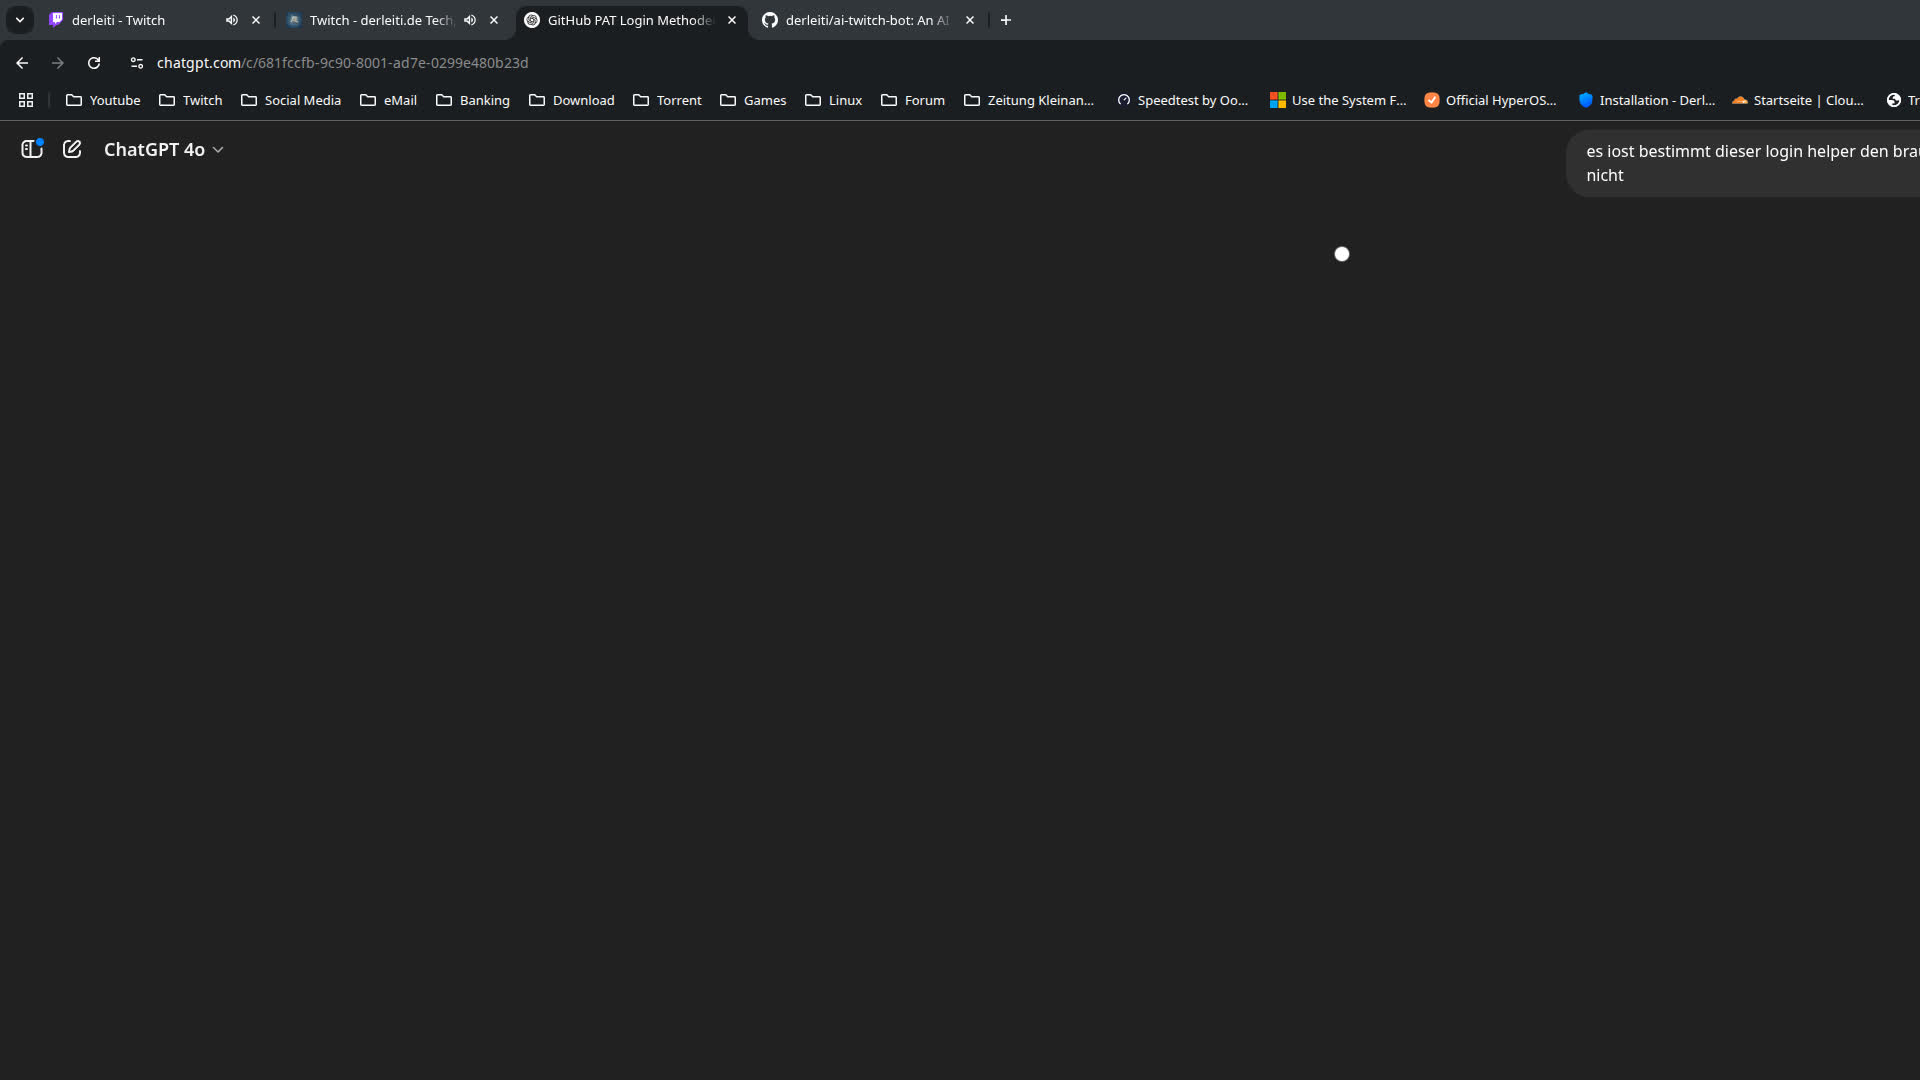 derleiti - Twitch
Twitch - derleiti.de Tech
GitHub PAT Login Methode
derleiti/ai-twitch-bot: An AI
chatgpt.com/c/681fccfb-9c90-8001-ad7e-0299e480b23d
Youtube Twitch Social Media eMail Banking Download Torrent Games Linux Forum Zeitung Kleinan... Speedtest by Oo... Use the System F... Official HyperOS... Installation - Derl... Startseite | Clou...
ChatGPT 4o
es iost bestimmt dieser login helper den
nicht